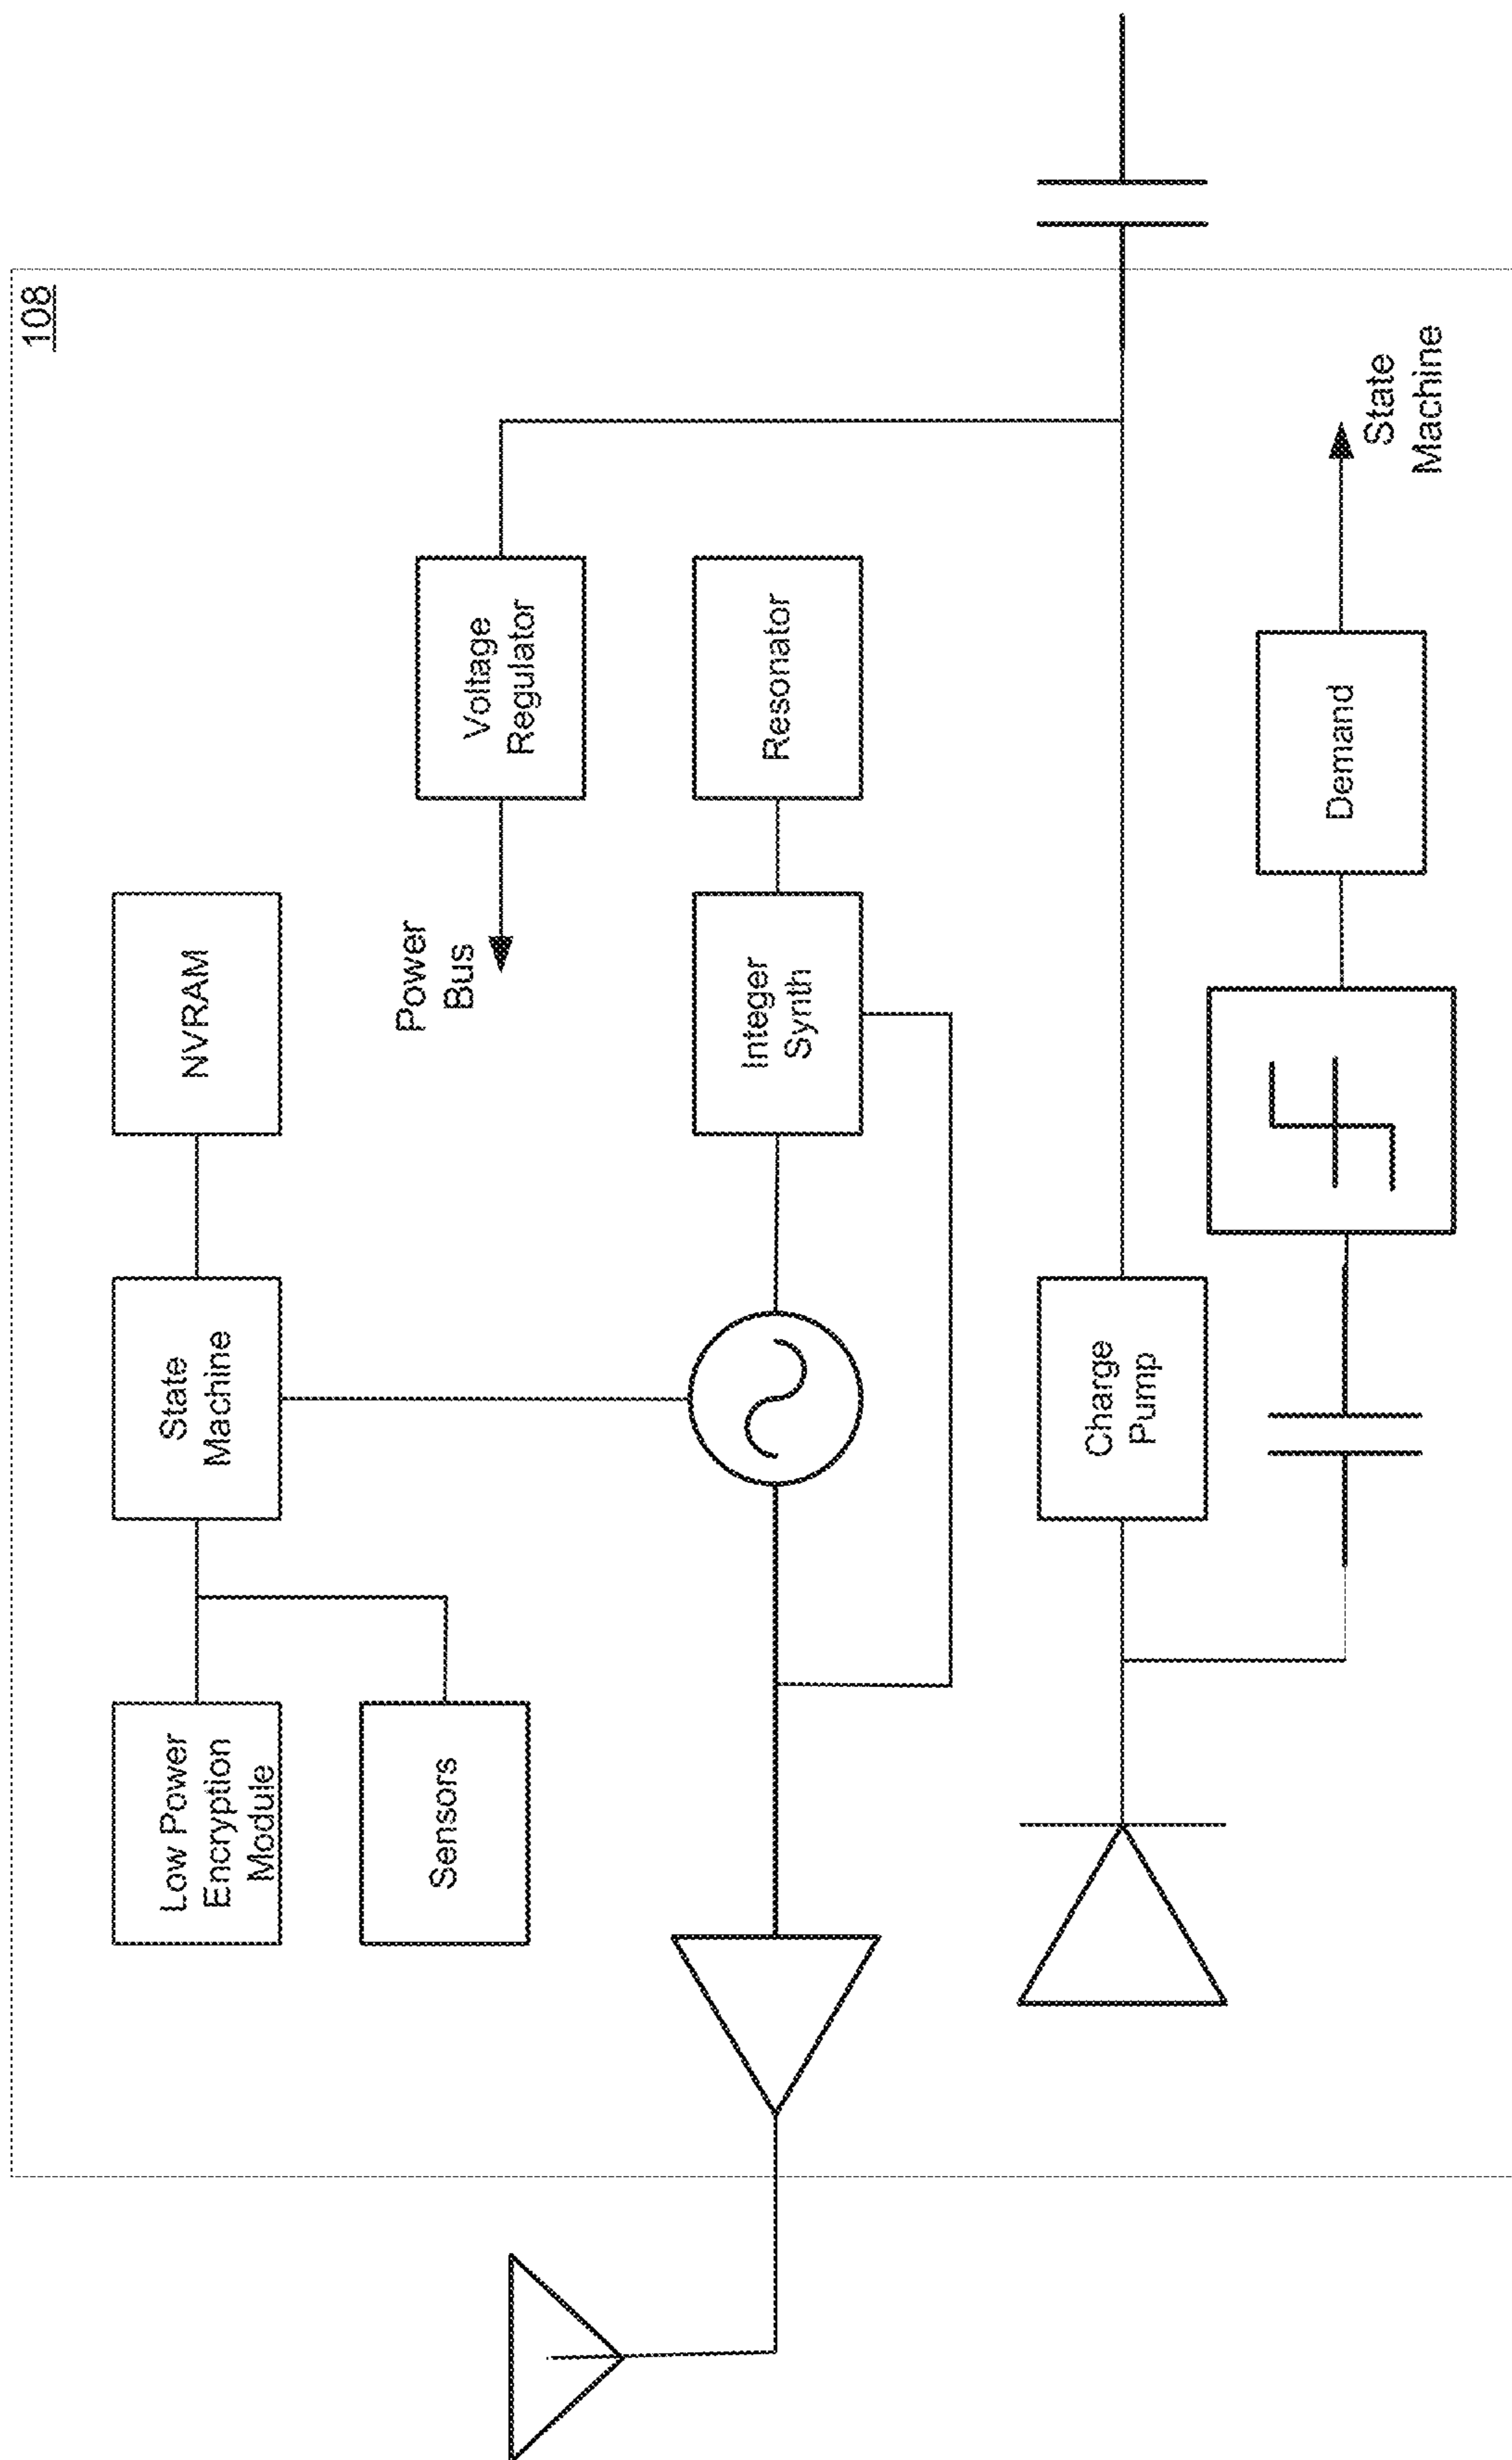 108
Low Power
Encryption
Module
State
Machine
NVRAM
Sensors
Power
Bus
Voltage
Regulator
Integer
Synth
Resonator
Charge
Pump
Demand
State
Machine